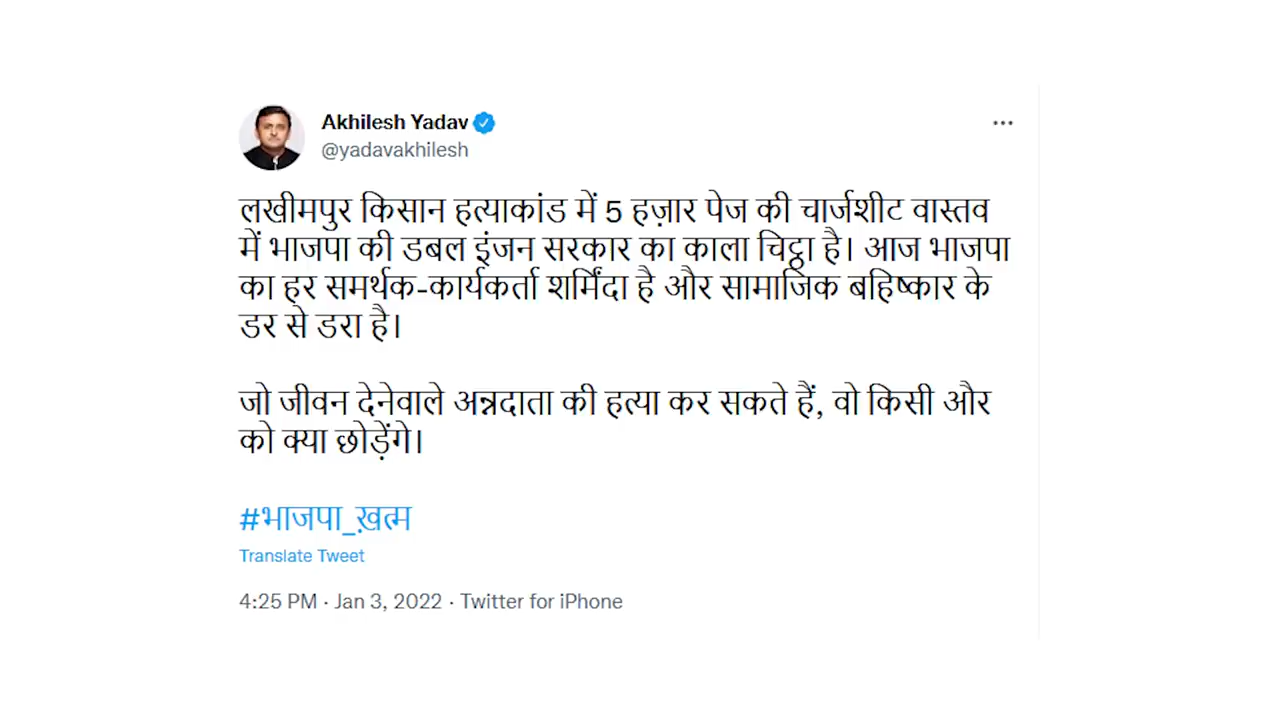 Akhilesh Yadav
@yadavakhilesh
लखीमपुर किसान हत्याकांड में 5 हज़ार पेज की चार्जशीट वास्तव
में भाजपा की डबल इंजन सरकार का काला चिट्ठा है। आज भाजपा
का हर समर्थक-कार्यकर्ता शर्मिंदा है और सामाजिक बहिष्कार के
डर से डरा है।
जो जीवन देनेवाले अन्नदाता की हत्या कर सकते हैं, वो किसी और
को क्या छोड़ेंगे।
#भाजपा_ख़त्म
Translate Tweet
4:25 PM · Jan 3, 2022 · Twitter for iPhone